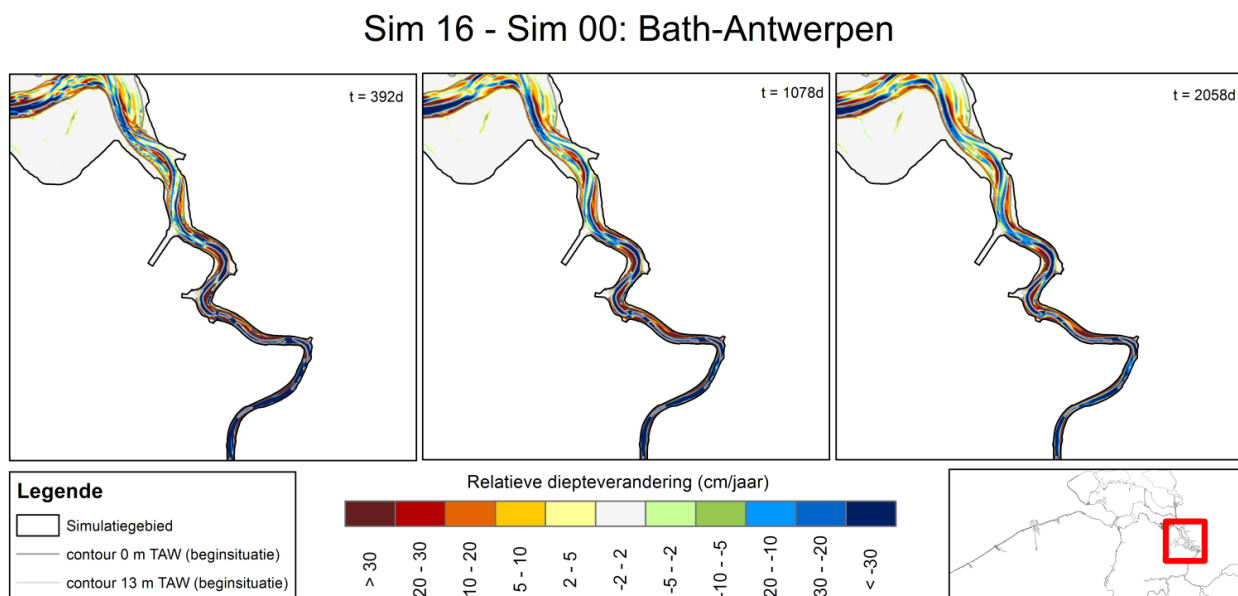 Sim 16 - Sim 00: Bath-Antwerpen
t = 392d
t = 1078d
t = 2058d
Legende
Simulatiegebied
contour 0 m TAW (beginsituatie)
contour 13 m TAW (beginsituatie)
Relatieve diepteverandering (cm/jaar)
> 30
20 - 30
10 - 20
5 - 10
2 - 5
-2 - 2
-5 - -2
-10 - -5
20 - -10
30 - -20
< -30